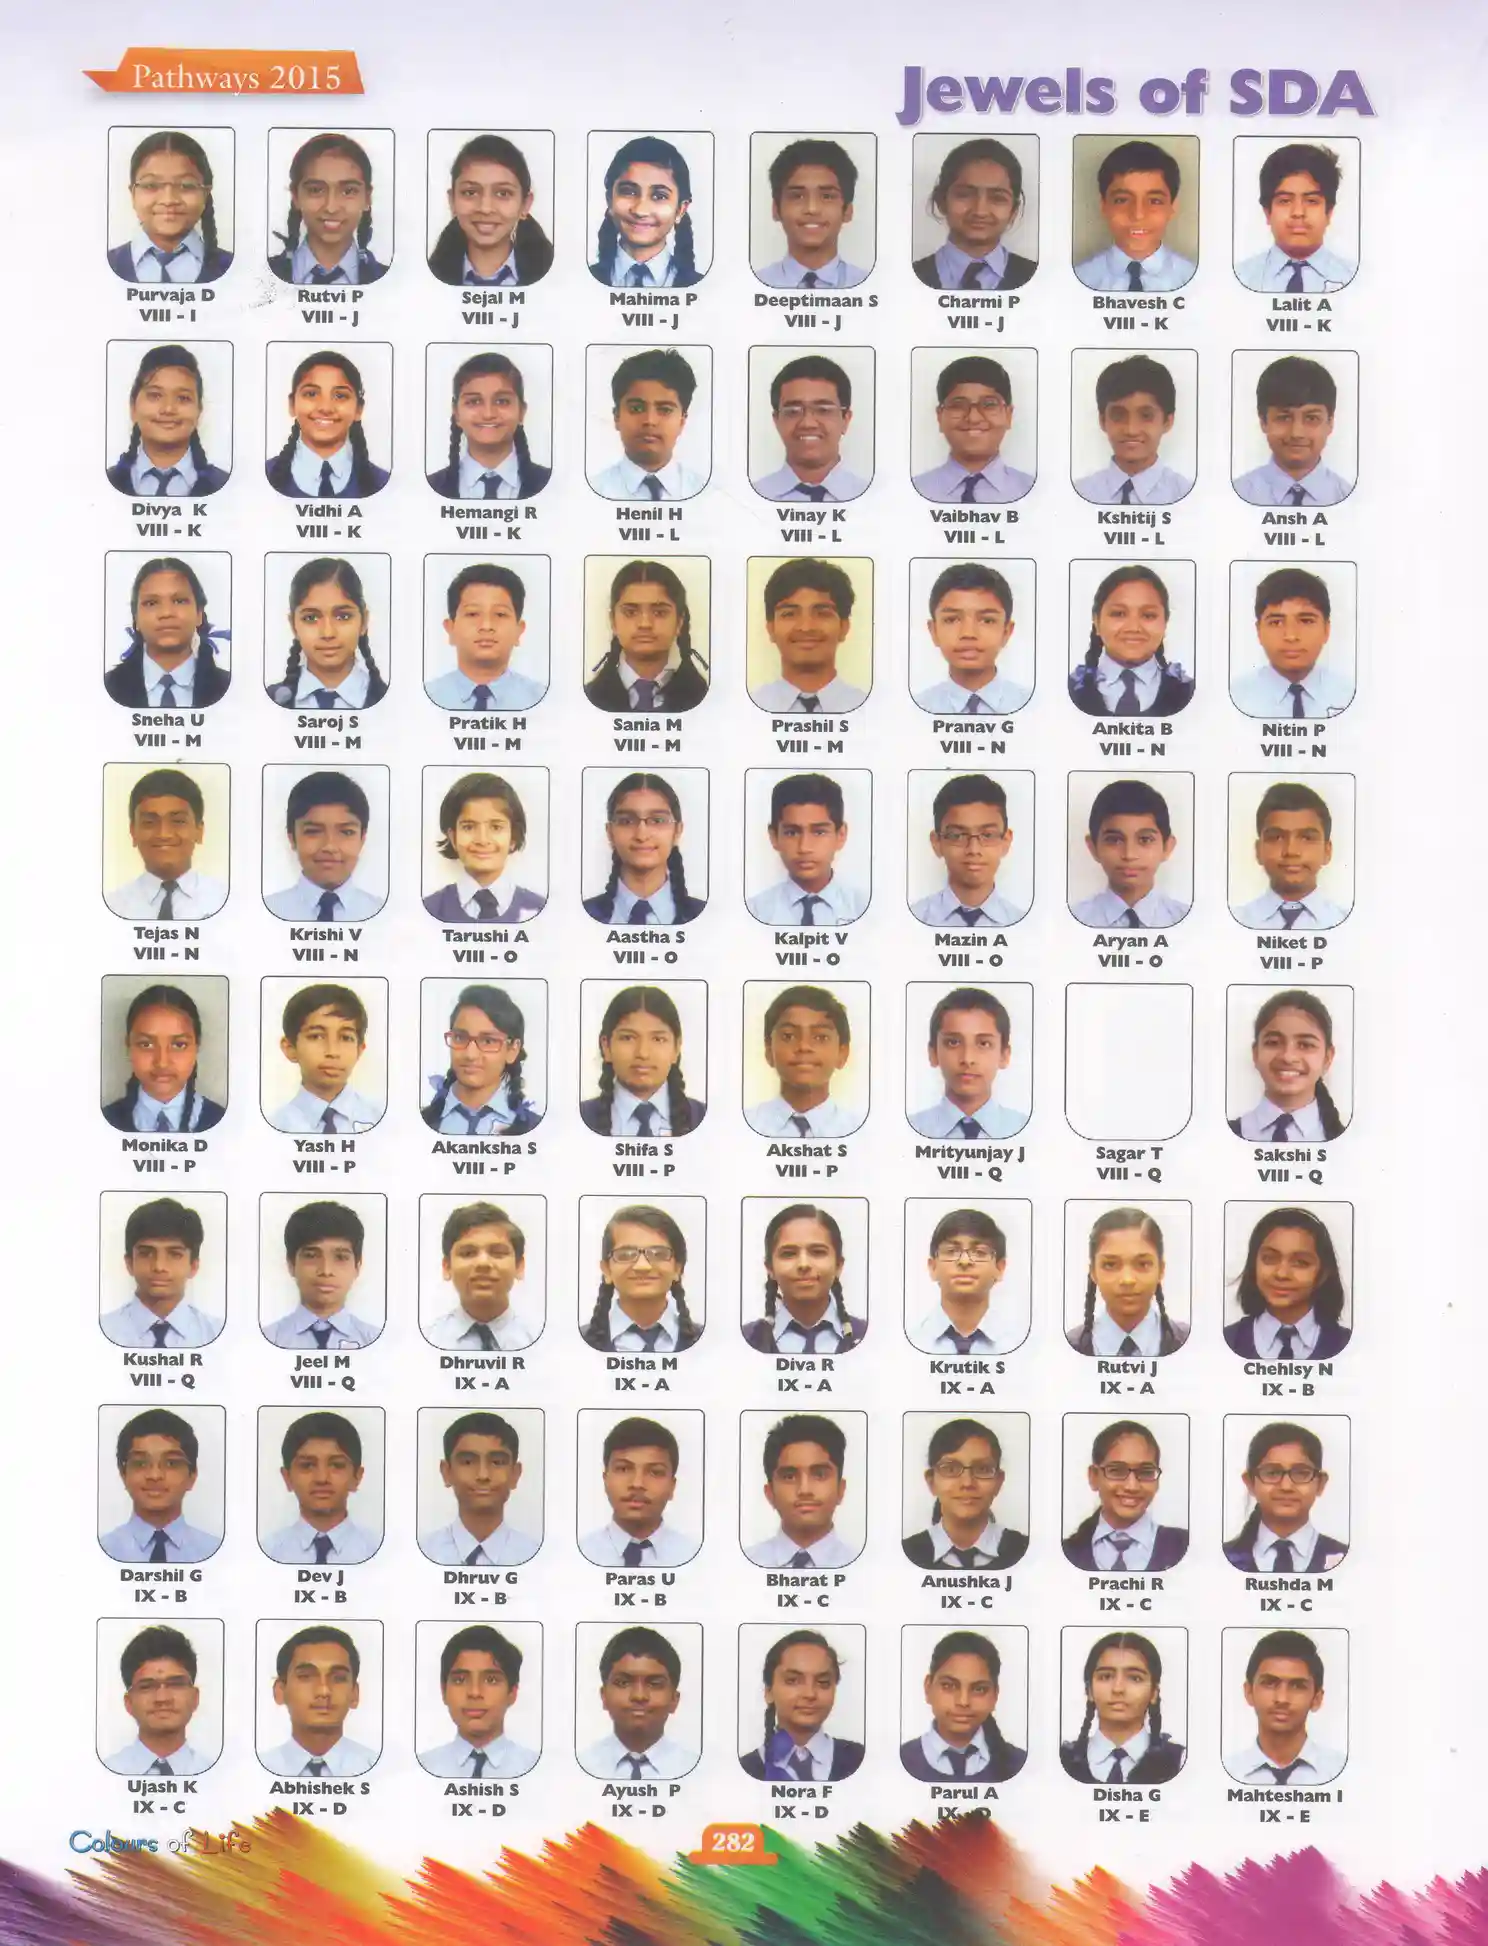 Pathways 2015
Jewels of SDA
Purvaja D
VIII - I
Rutvi P
VIII - J
Sejal M
VIII - J
Mahima P
VIII - J
Deeptimaan S
VIII - J
Charmi P
VIII - J
Bhavesh C
VIII - K
Lalit A
VIII - K
Divya K
VIII - K
Vidhi A
VIII - K
Hemangi R
VIII - K
Henil H
VIII - L
Vinay K
VIII - L
Vaibhav B
VIII - L
Kshitij S
VIII - L
Ansh A
VIII - L
Sneha U
VIII - M
Saroj S
VIII - M
Pratik H
VIII - M
Sania M
VIII - M
Prashil S
VIII - M
Pranav G
VIII - N
Ankita B
VIII - N
Nitin P
VIII - N
Tejas N
VIII - N
Krishi V
VIII - N
Tarushi A
VIII - O
Aastha S
VIII - O
Kalpit V
VIII - O
Mazin A
VIII - O
Aryan A
VIII - O
Niket D
VIII - P
Monika D
VIII - P
Yash H
VIII - P
Akanksha S
VIII - P
Shifa S
VIII - P
Akshat S
VIII - P
Mrityunjay J
VIII - Q
Sagar T
VIII - Q
Sakshi S
VIII - Q
Kushal R
VIII - Q
Jeel M
VIII - Q
Dhruvil R
IX - A
Disha M
IX - A
Diva R
IX - A
Krutik S
IX - A
Rutvi J
IX - A
Chehlsy N
IX - B
Darshil G
IX - B
Dev J
IX - B
Dhruv G
IX - B
Paras U
IX - B
Bharat P
IX - C
Anushka J
IX - C
Prachi R
IX - C
Rushda M
IX - C
Ujash K
IX - C
Abhishek S
IX - D
Ashish S
IX - D
Ayush P
IX - D
Nora F
IX - D
Parul A
IX - D
Disha G
IX - E
Mahtesham I
IX - E
Colours of Life
282